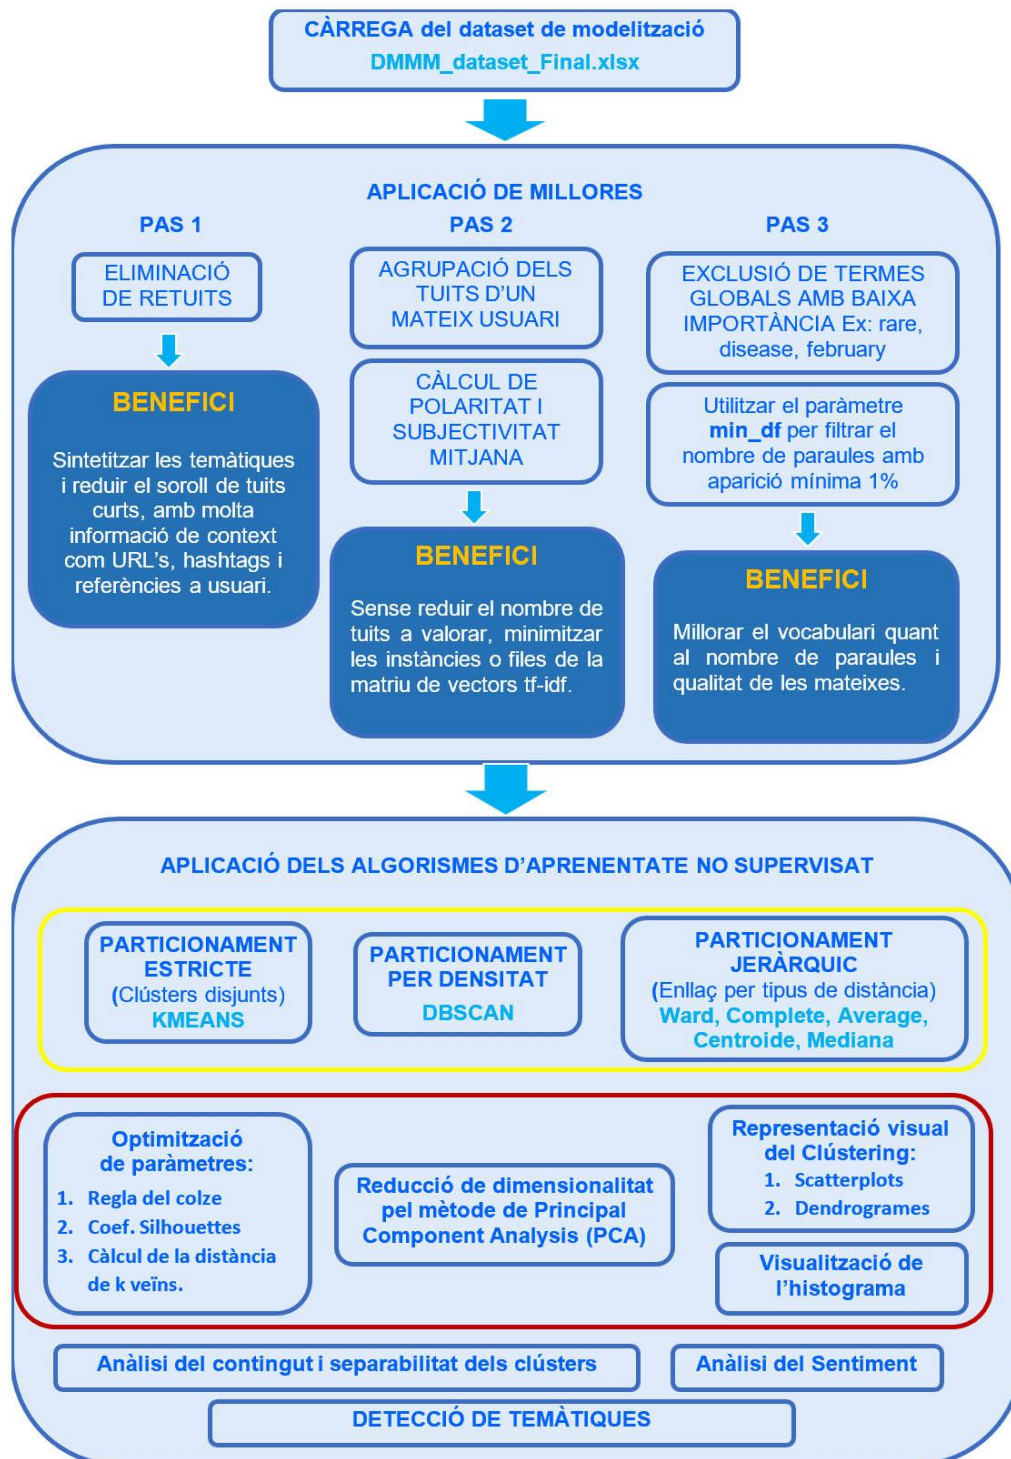 CÀRREGA del dataset de modelització
DMMM_dataset_Final.xlsx
APLICACIÓ DE MILLORES
PAS 1
ELIMINACIÓ
DE RETUITS
BENEFICI
Sintetitzar les temàtiques
i reduir el soroll de tuits
curts, amb molta
informació de context
com URL’s, hashtags i
referències a usuari.
PAS 2
AGRUPACIÓ DELS
TUITS D’UN
MATEIX USUARI
CÀLCUL DE
POLARITAT I
SUBJECTIVITAT
MITJANA
BENEFICI
Sense reduir el nombre de
tuits a valorar, minimitzar
les instàncies o files de la
matriu de vectors tf-idf.
PAS 3
EXCLUSIÓ DE TERMES
GLOBALS AMB BAIXA
IMPORTÀNCIA Ex: rare,
disease, february
Utilitzar el paràmetre
min_df per filtrar el
nombre de paraules amb
aparició mínima 1%
BENEFICI
Millorar el vocabulari quant
al nombre de paraules i
qualitat de les mateixes.
APLICACIÓ DELS ALGORISMES D’APRENENTATE NO SUPERVISAT
PARTICIONAMENT
ESTRICTE
(Clústers disjunts)
KMEANS
PARTICIONAMENT
PER DENSITAT
DBSCAN
PARTICIONAMENT
JERÀRQUIC
(Enllaç per tipus de distància)
Ward, Complete, Average,
Centroide, Mediana
Optimització
de paràmetres:
1. Regla del colze
2. Coef. Silhouettes
3. Càlcul de la distància
de k veïns.
Reducció de dimensionalitat
pel mètode de Principal
Component Analysis (PCA)
Representació visual
del Clústering:
1. Scatterplots
2. Dendrogrames
Visualització de
l’histograma
Anàlisi del contingut i separabilitat dels clústers
Anàlisi del Sentiment
DETECCIÓ DE TEMÀTIQUES